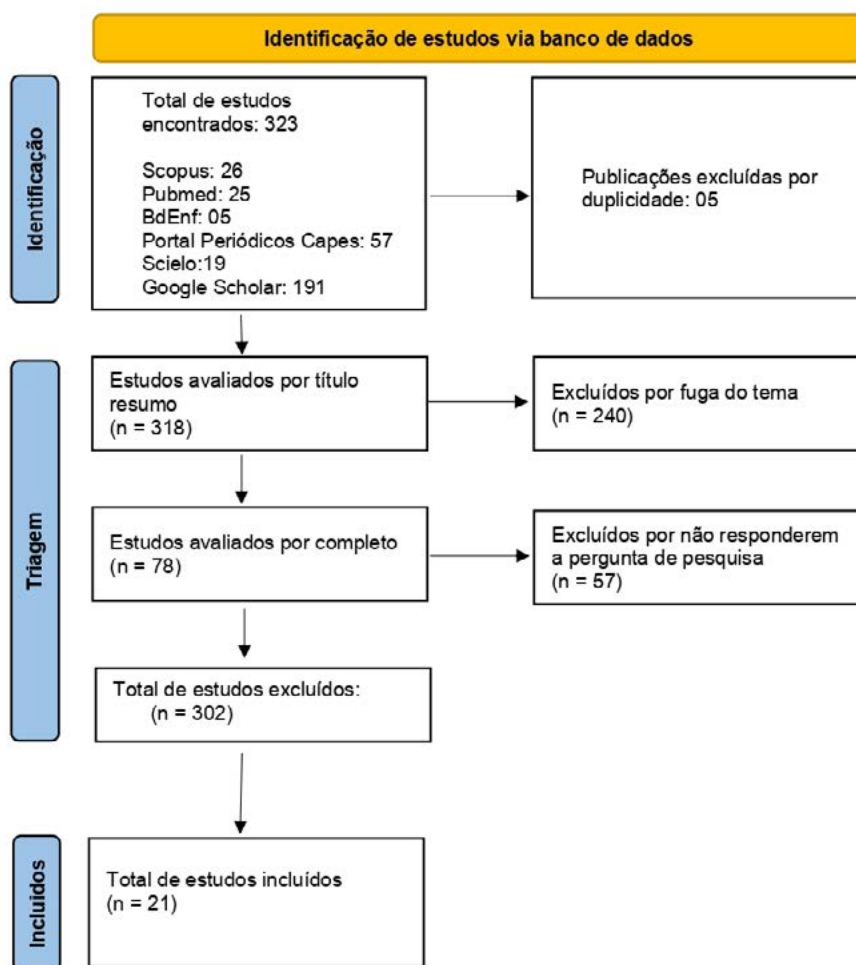 Identificação de estudos via banco de dados
Identificação
Total de estudos
encontrados: 323
Scopus: 26
Pubmed: 25
BdEnf: 05
Portal Periódicos Capes: 57
Scielo:19
Google Scholar: 191
Publicações excluídas por
duplicidade: 05
Triagem
Estudos avaliados por título
resumo
(n = 318)
Excluídos por fuga do tema
(n = 240)
Estudos avaliados por completo
(n = 78)
Excluídos por não responderem
a pergunta de pesquisa
(n = 57)
Total de estudos excluídos:
(n = 302)
Incluidos
Total de estudos incluídos
(n = 21)